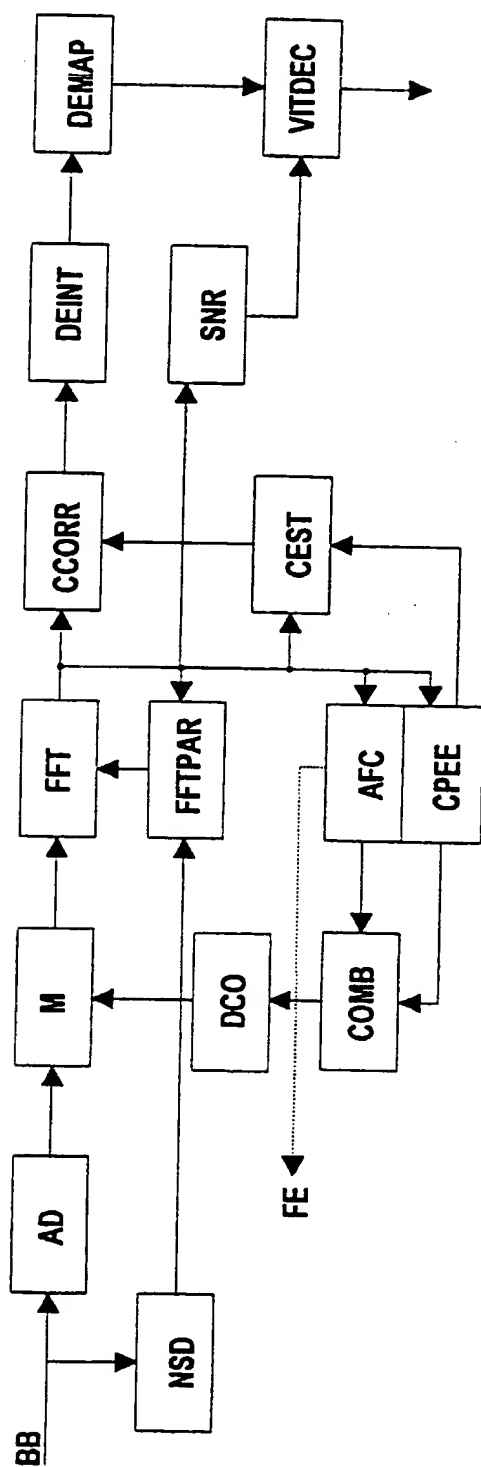 BB
AD
M
FFT
CCORR
DEINT
DEMAP
NSD
DCO
FFTPAR
SNR
VITDEC
FE
COMB
AFC
CPEE
CEST